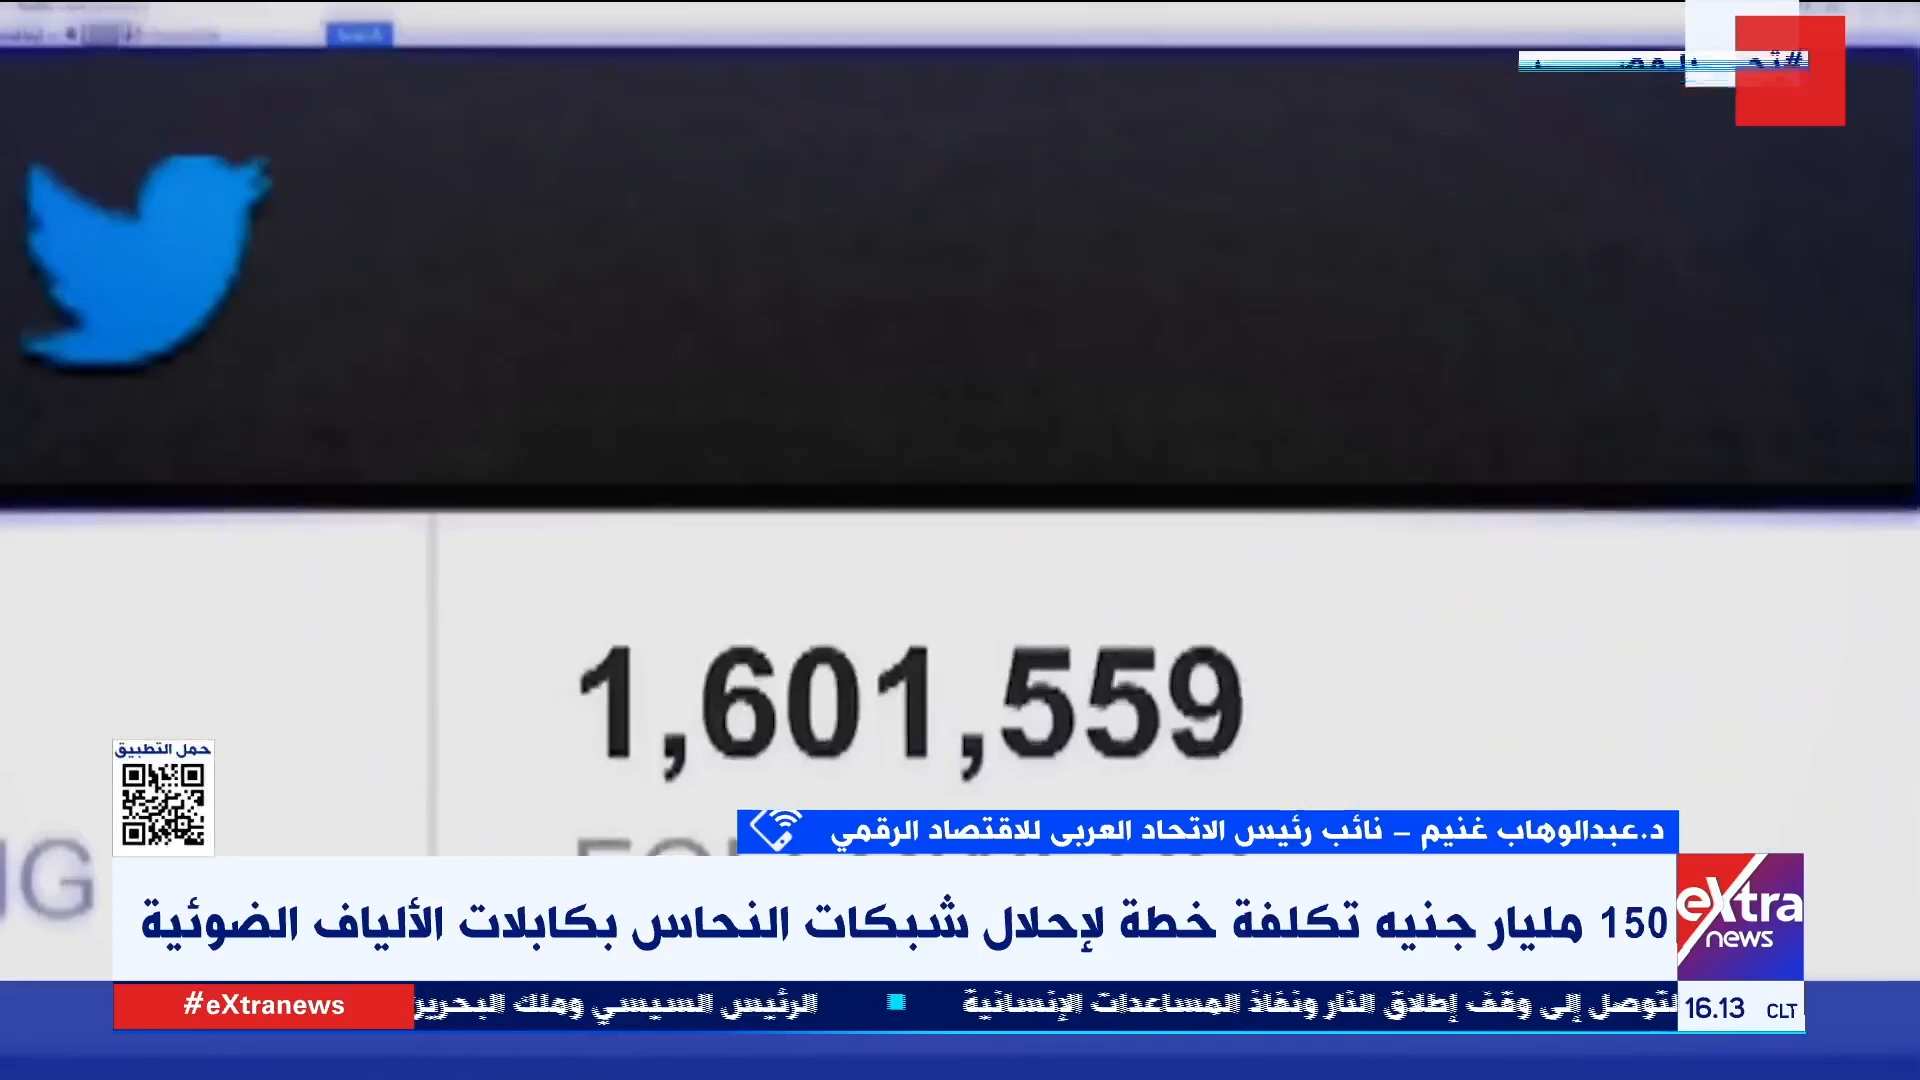 1,601,559
حمل التطبيق
د.عبدالوهاب غنيم – نائب رئيس الاتحاد العربى للاقتصاد الرقمي
150 مليار جنيه تكلفة خطة لإحلال شبكات النحاس بكابلات الألياف الضوئية
eXtra
news
لتوصل إلى وقف إطلاق النار ونفاذ المساعدات الإنسانية ■ الرئيس السيسي وملك البحرين
#eXtranews
16.13 CLT